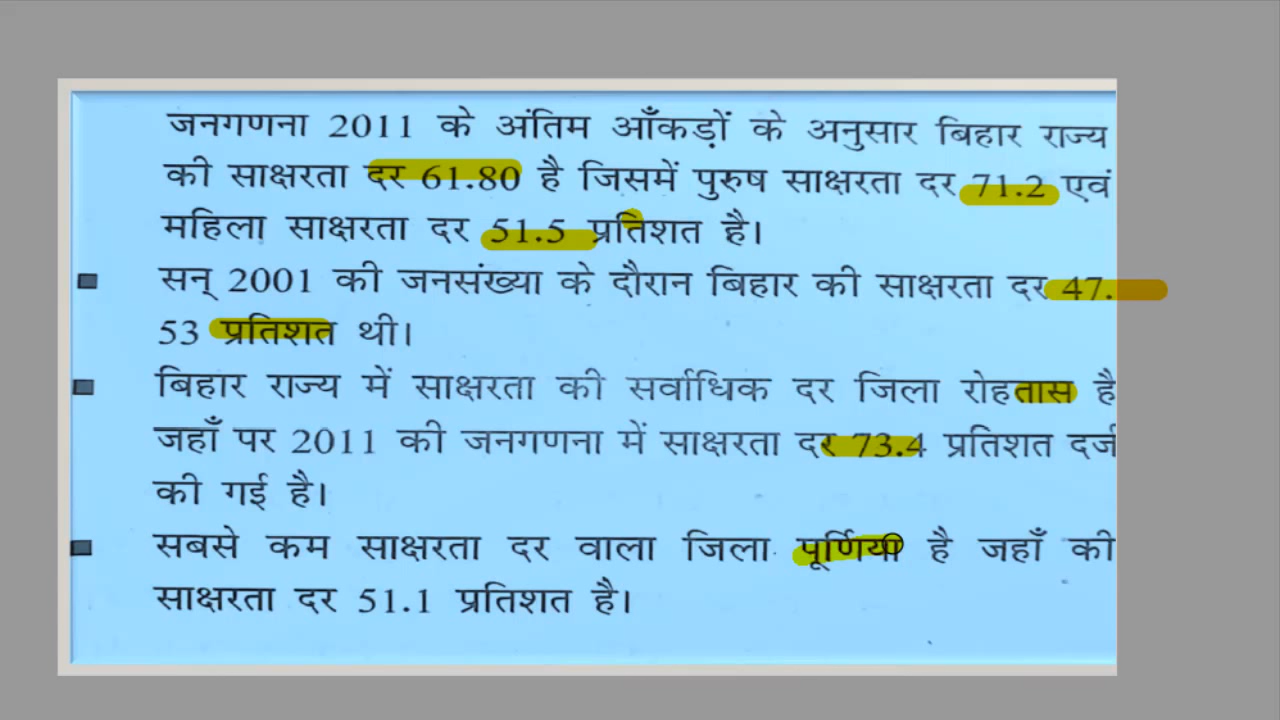 जनगणना 2011 के अंतिम आँकड़ों के अनुसार बिहार राज्य
की साक्षरता दर 61.80 है जिसमें पुरुष साक्षरता दर 71.2 एवं
महिला साक्षरता दर 51.5 प्रतिशत है।
सन् 2001 की जनसंख्या के दौरान बिहार की साक्षरता दर 47.
53 प्रतिशत थी।
बिहार राज्य में साक्षरता की सर्वाधिक दर जिला रोहतास है
जहाँ पर 2011 की जनगणना में साक्षरता दर 73.4 प्रतिशत दर्ज
की गई है।
सबसे कम साक्षरता दर वाला जिला पूर्णिया है जहाँ की
साक्षरता दर 51.1 प्रतिशत है।